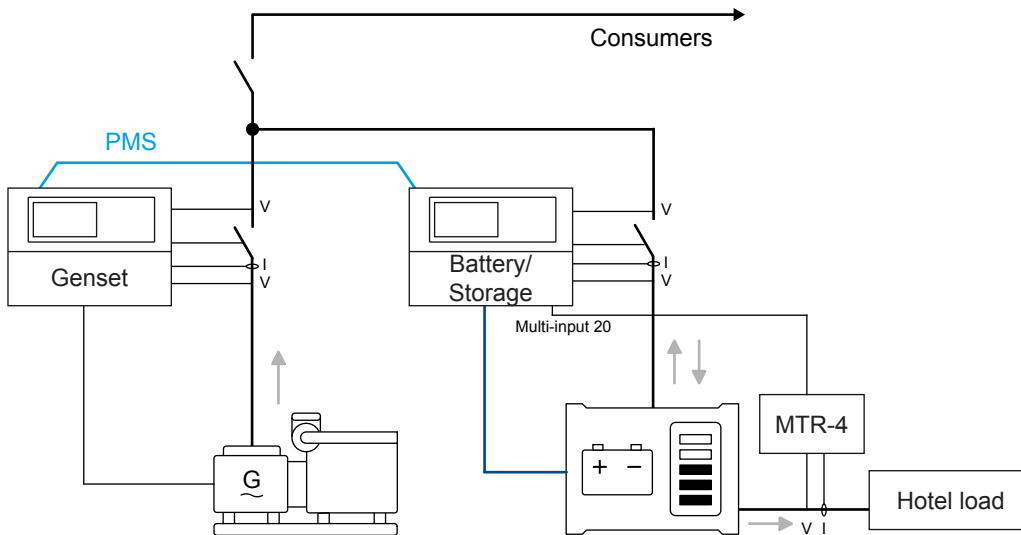 Consumers
PMS
V
V
Genset
I
V
Battery/
Storage
I
V
Multi-input 20
MTR-4
G
+ −
Hotel load
V I